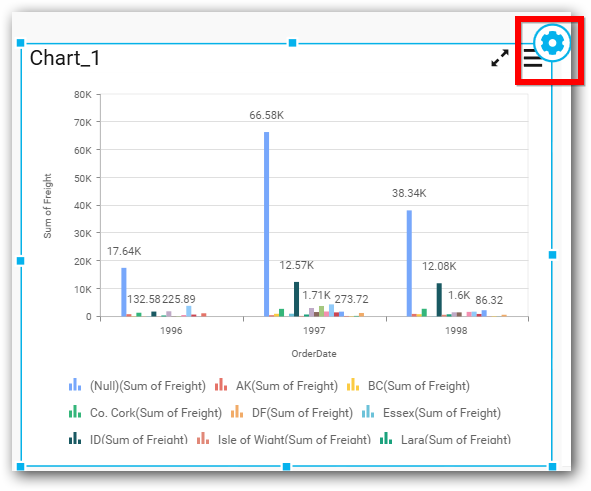 Chart_1
80K
70K
60K
50K
40K
30K
20K
10K
0
Sum of Freight
17.64K
132.58 225.89
66.58K
12.57K
1.71K 273.72
38.34K
12.08K
1.6K 86.32
1996 1997 1998
OrderDate
(Null)(Sum of Freight) AK(Sum of Freight) BC(Sum of Freight)
Co. Cork(Sum of Freight) DF(Sum of Freight) Essex(Sum of Freight)
ID(Sum of Freight) Isle of Wight(Sum of Freight) Lara(Sum of Freight)